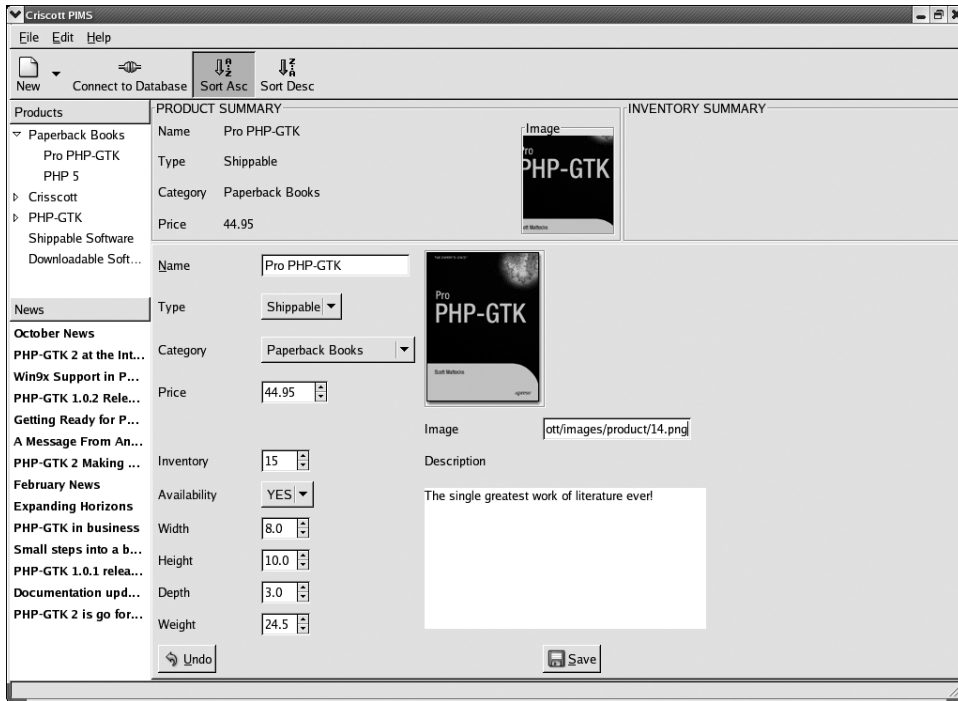 Criscott PIMS
File Edit Help
New Connect to Database Sort Asc Sort Desc
Products
Paperback Books
Pro PHP-GTK
PHP 5
Crisscott
PHP-GTK
Shippable Software
Downloadable Soft...
News
October News
PHP-GTK 2 at the Int...
Win9x Support in P...
PHP-GTK 1.0.2 Rele...
Getting Ready for P...
A Message From An...
PHP-GTK 2 Making ...
February News
Expanding Horizons
PHP-GTK in business
Small steps into a b...
PHP-GTK 1.0.1 relea...
Documentation upd...
PHP-GTK 2 is go for...
PRODUCT SUMMARY
Name Pro PHP-GTK
Type Shippable
Category Paperback Books
Price 44.95
Image
Pro
PHP-GTK
ott Mattocks
INVENTORY SUMMARY
Name Pro PHP-GTK
Type Shippable
Category Paperback Books
Price 44.95
Inventory 15
Availability YES
Width 8.0
Height 10.0
Depth 3.0
Weight 24.5
Undo
Pro
PHP-GTK
Scott Mattocks
apress
Image ott/images/product/14.png
Description
The single greatest work of literature ever!
Save